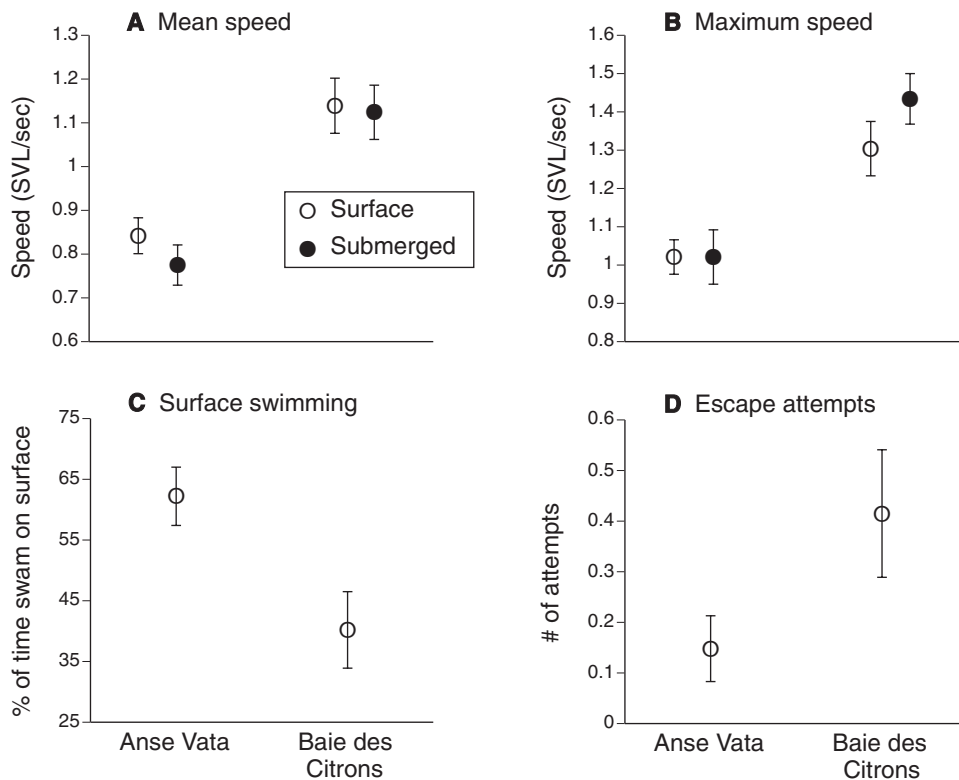 A Mean speed
Speed (SVL/sec)
1.3
1.2
1.1
1
0.9
0.8
0.7
0.6
Surface
Submerged
B Maximum speed
Speed (SVL/sec)
1.6
1.5
1.4
1.3
1.2
1.1
1
0.9
0.8
C Surface swimming
% of time swam on surface
75
65
55
45
35
25
Anse Vata
Baie des
Citrons
D Escape attempts
# of attempts
0.6
0.5
0.4
0.3
0.2
0.1
0
Anse Vata
Baie des
Citrons